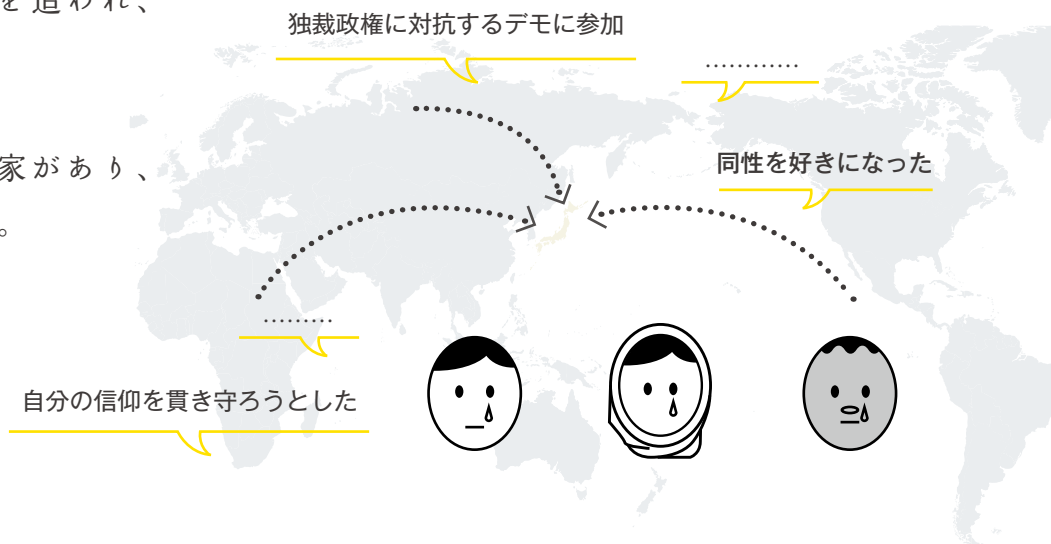 を追われ、
独裁政権に対抗するデモに参加
…………
家があり、
同性を好きになった
。
………
自分の信仰を貫き守ろうとした